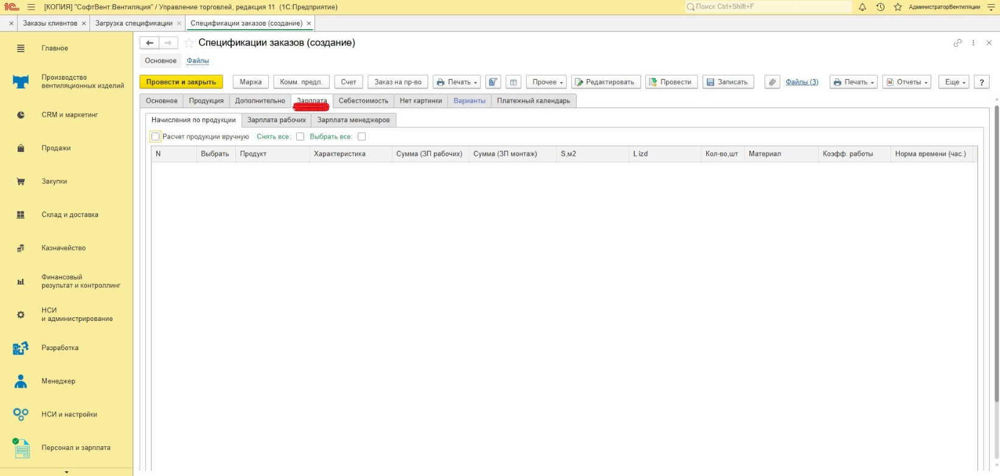 1С [КОПИЯ] "СофтВент:Вентиляция" / Управление торговлей, редакция 11 (1С:Предприятие) Поиск Ctrl+Shift+F АдминистраторВентиляции
Заказы клиентов Загрузка спецификации Спецификации заказов (создание)
Главное
Производство
вентиляционных изделий
CRM и маркетинг
Продажи
Закупки
Склад и доставка
Казначейство
Финансовый
результат и контроллинг
НСИ
и администрирование
Разработка
Менеджер
НСИ и настройки
Персонал и зарплата
Спецификации заказов (создание)
Основное Файлы
Провести и закрыть Маржа Комм. предл. Счет Заказ на пр-во Печать Прочее Редактировать Провести Записать Файлы (3) Печать Отчеты Еще ?
Основное Продукция Дополнительно Зарплата Себестоимость Нет картинки Варианты Платежный календарь
Начисления по продукции Зарплата рабочих Зарплата менеджеров
Расчет продукции вручную Снять все: Выбрать все:
N Выбрать Продукт Характеристика Сумма (ЗП рабочих) Сумма (ЗП монтаж) S,м2 L izd Кол-во,шт Материал Коэфф. работы Норма времени (час.)